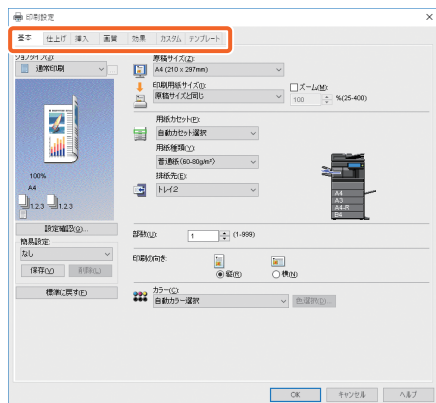 印刷設定
基本 仕上げ 挿入 画質 効果 カスタム テンプレート
ジョブタイプ(J):
通常印刷
100%
A4
1.2.3 1.2.3
設定確認(9)...
簡易設定:
なし
保存(V) 削除(L)
標準に戻す(E)
原稿サイズ(Z):
A4 (210 x 297mm)
印刷用紙サイズ(1):
原稿サイズと同じ
ズーム(M):
100 %(25-400)
用紙カセット(P):
自動カセット選択
用紙種類(Y):
普通紙 (60-80g/m²)
排紙先(F):
トレイ2
A4
A3
A4-R
B4
部数(U): 1 (1-999)
印刷の向き:
縦(R) 横(N)
カラー(C):
自動カラー選択 色選択(D)...
OK キャンセル ヘルプ